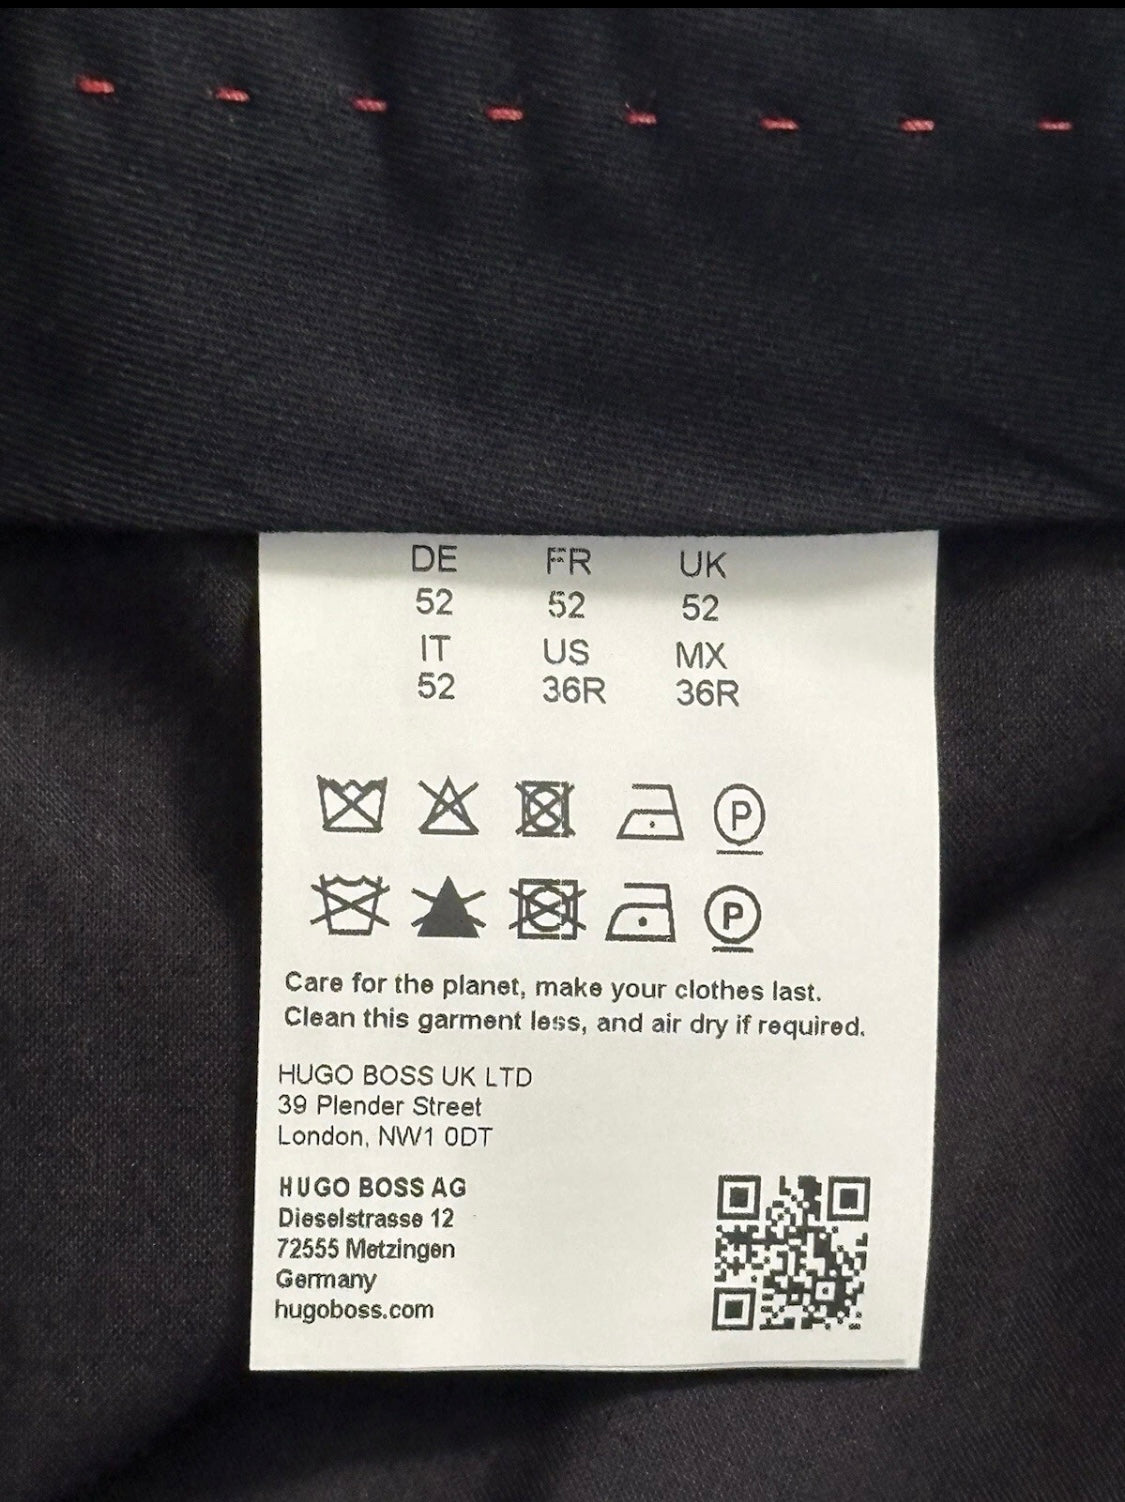 DE FR UK
52 52 52
IT US MX
52 36R 36R
P
P
Care for the planet, make your clothes last.
Clean this garment less, and air dry if required.
HUGO BOSS UK LTD
39 Plender Street
London, NW1 0DT
HUGO BOSS AG
Dieselstrasse 12
72555 Metzingen
Germany
hugoboss.com